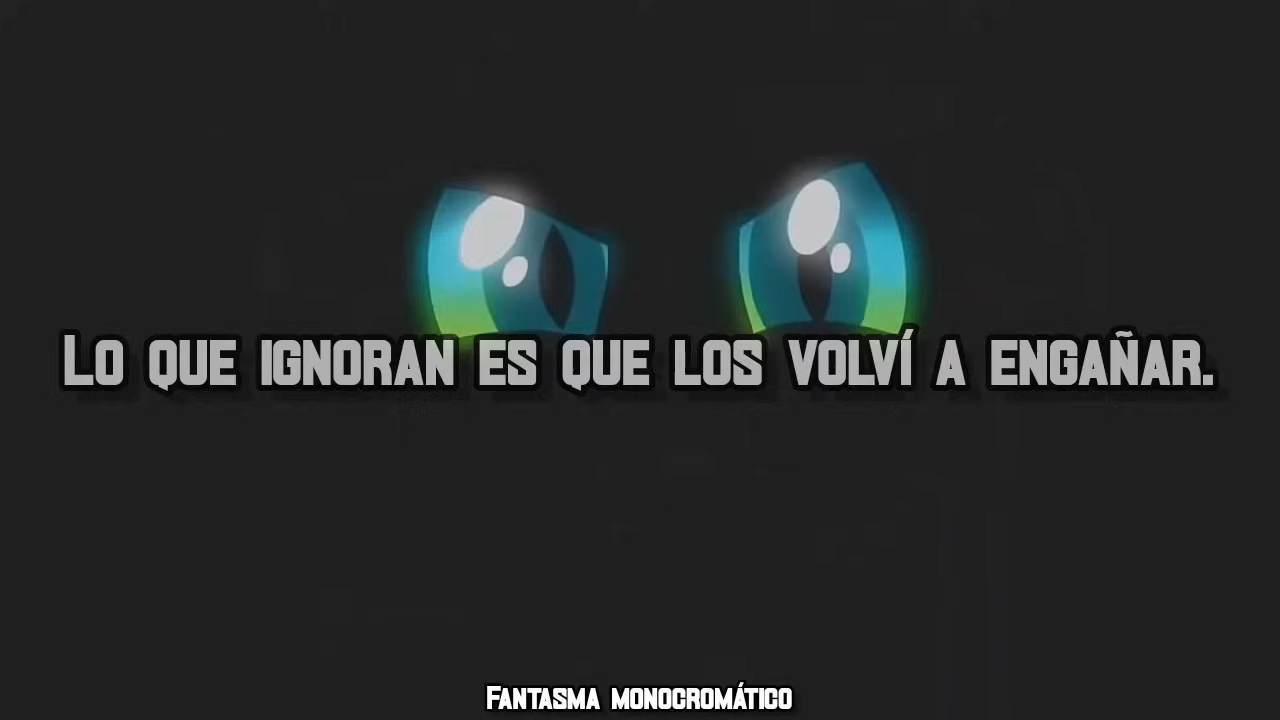 Lo que ignoran es que los volví a engañar.
Fantasma monocromático